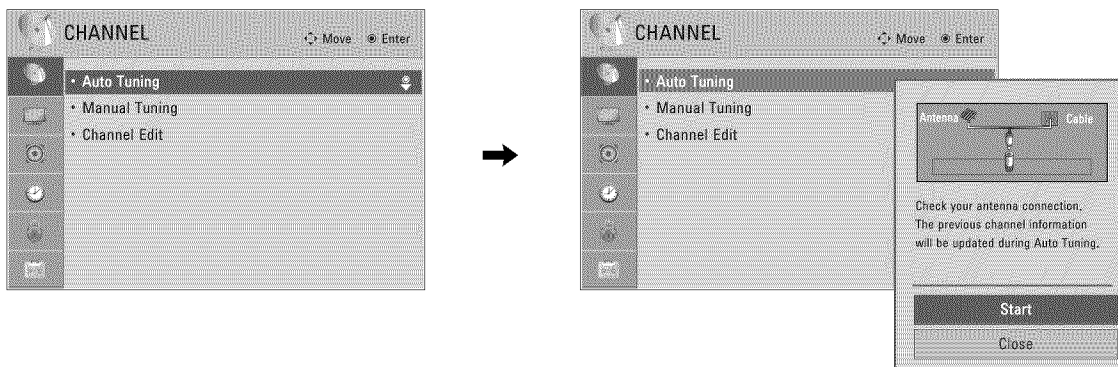 CHANNEL
Move Enter
• Auto Tuning
• Manual Tuning
• Channel Edit
CHANNEL
Move Enter
• Auto Tuning
• Manual Tuning
• Channel Edit
Antenna Cable
Check your antenna connection.
The previous channel information
will be updated during Auto Tuning.
Start
Close